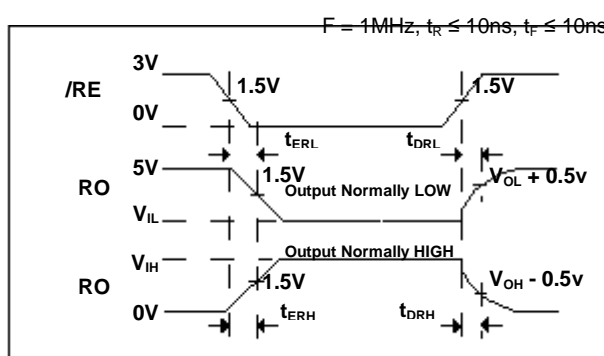 F = 1MHz, tR ≤ 10ns, tF ≤ 10ns
3V
/RE
1.5V
1.5V
0V
tERL
tDRL
5V
1.5V
RO
Output Normally LOW
VOL + 0.5v
VIL
VIH
Output Normally HIGH
1.5V
RO
VOH - 0.5v
0V
tERH
tDRH